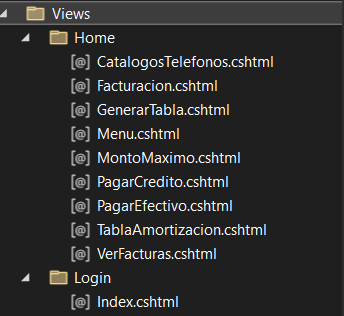 Views
Home
[@] CatalogosTelefonos.cshtml
[@] Facturacion.cshtml
[@] GenerarTabla.cshtml
[@] Menu.cshtml
[@] MontoMaximo.cshtml
[@] PagarCredito.cshtml
[@] PagarEfectivo.cshtml
[@] TablaAmortizacion.cshtml
[@] VerFacturas.cshtml
Login
[@] Index.cshtml